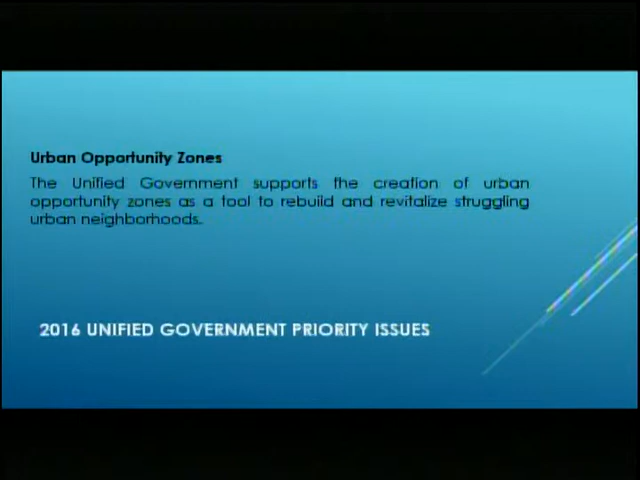 Urban Opportunity Zones
The Unified Government supports the creation of urban
opportunity zones as a tool to rebuild and revitalize struggling
urban neighborhoods.
2016 UNIFIED GOVERNMENT PRIORITY ISSUES